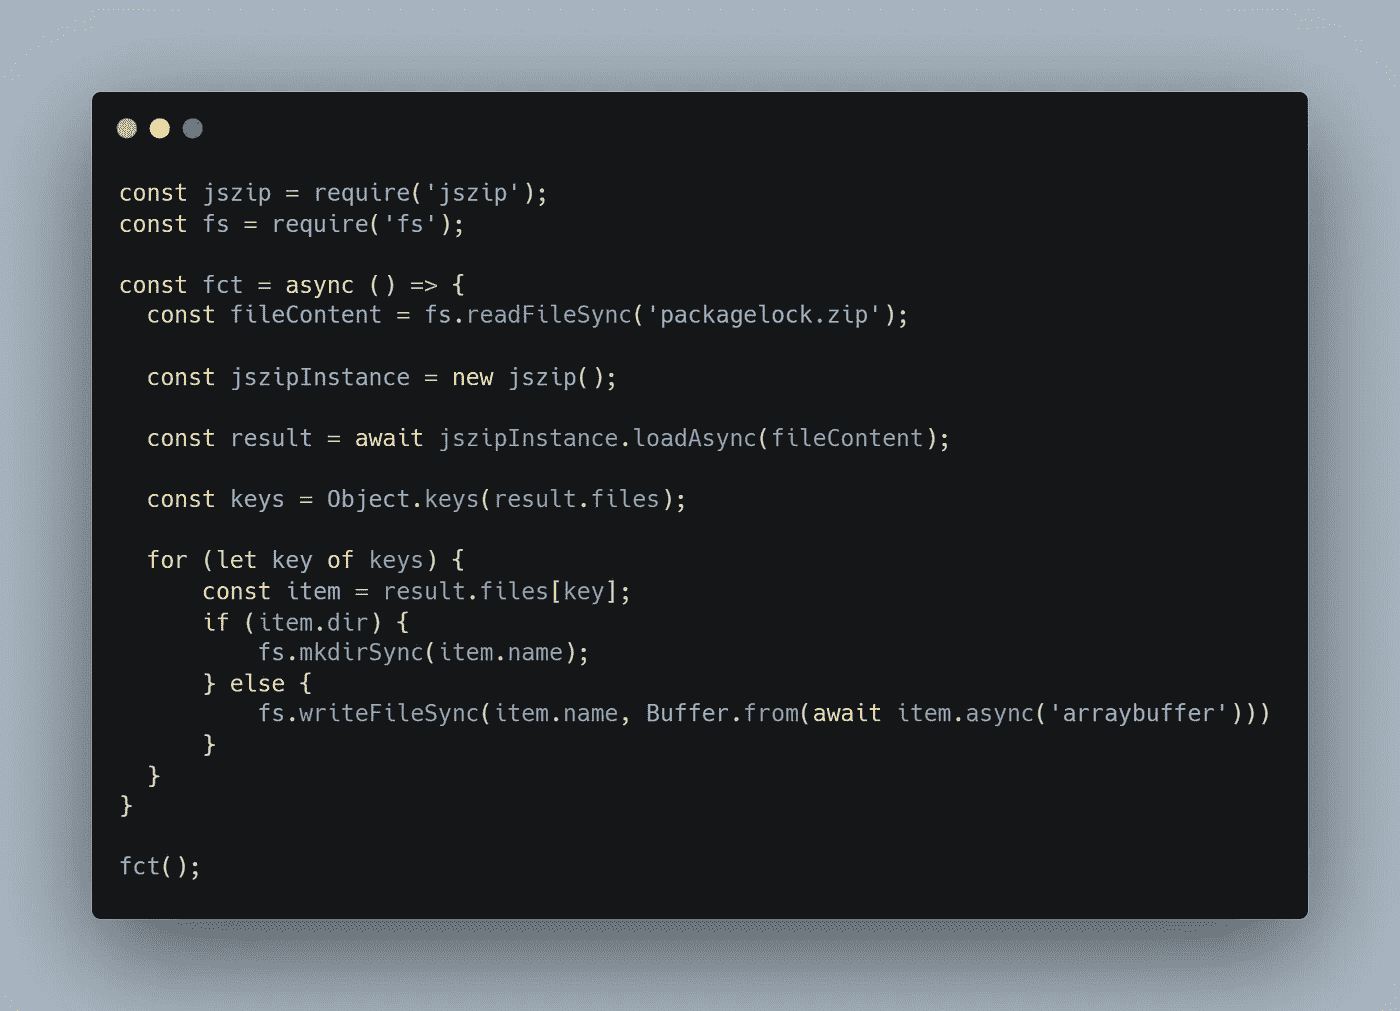 const jszip = require('jszip');
const fs = require('fs');

const fct = async () => {
  const fileContent = fs.readFileSync('packagelock.zip');

  const jszipInstance = new jszip();

  const result = await jszipInstance.loadAsync(fileContent);

  const keys = Object.keys(result.files);

  for (let key of keys) {
      const item = result.files[key];
      if (item.dir) {
          fs.mkdirSync(item.name);
      } else {
          fs.writeFileSync(item.name, Buffer.from(await item.async('arraybuffer')))
      }
  }
}

fct();